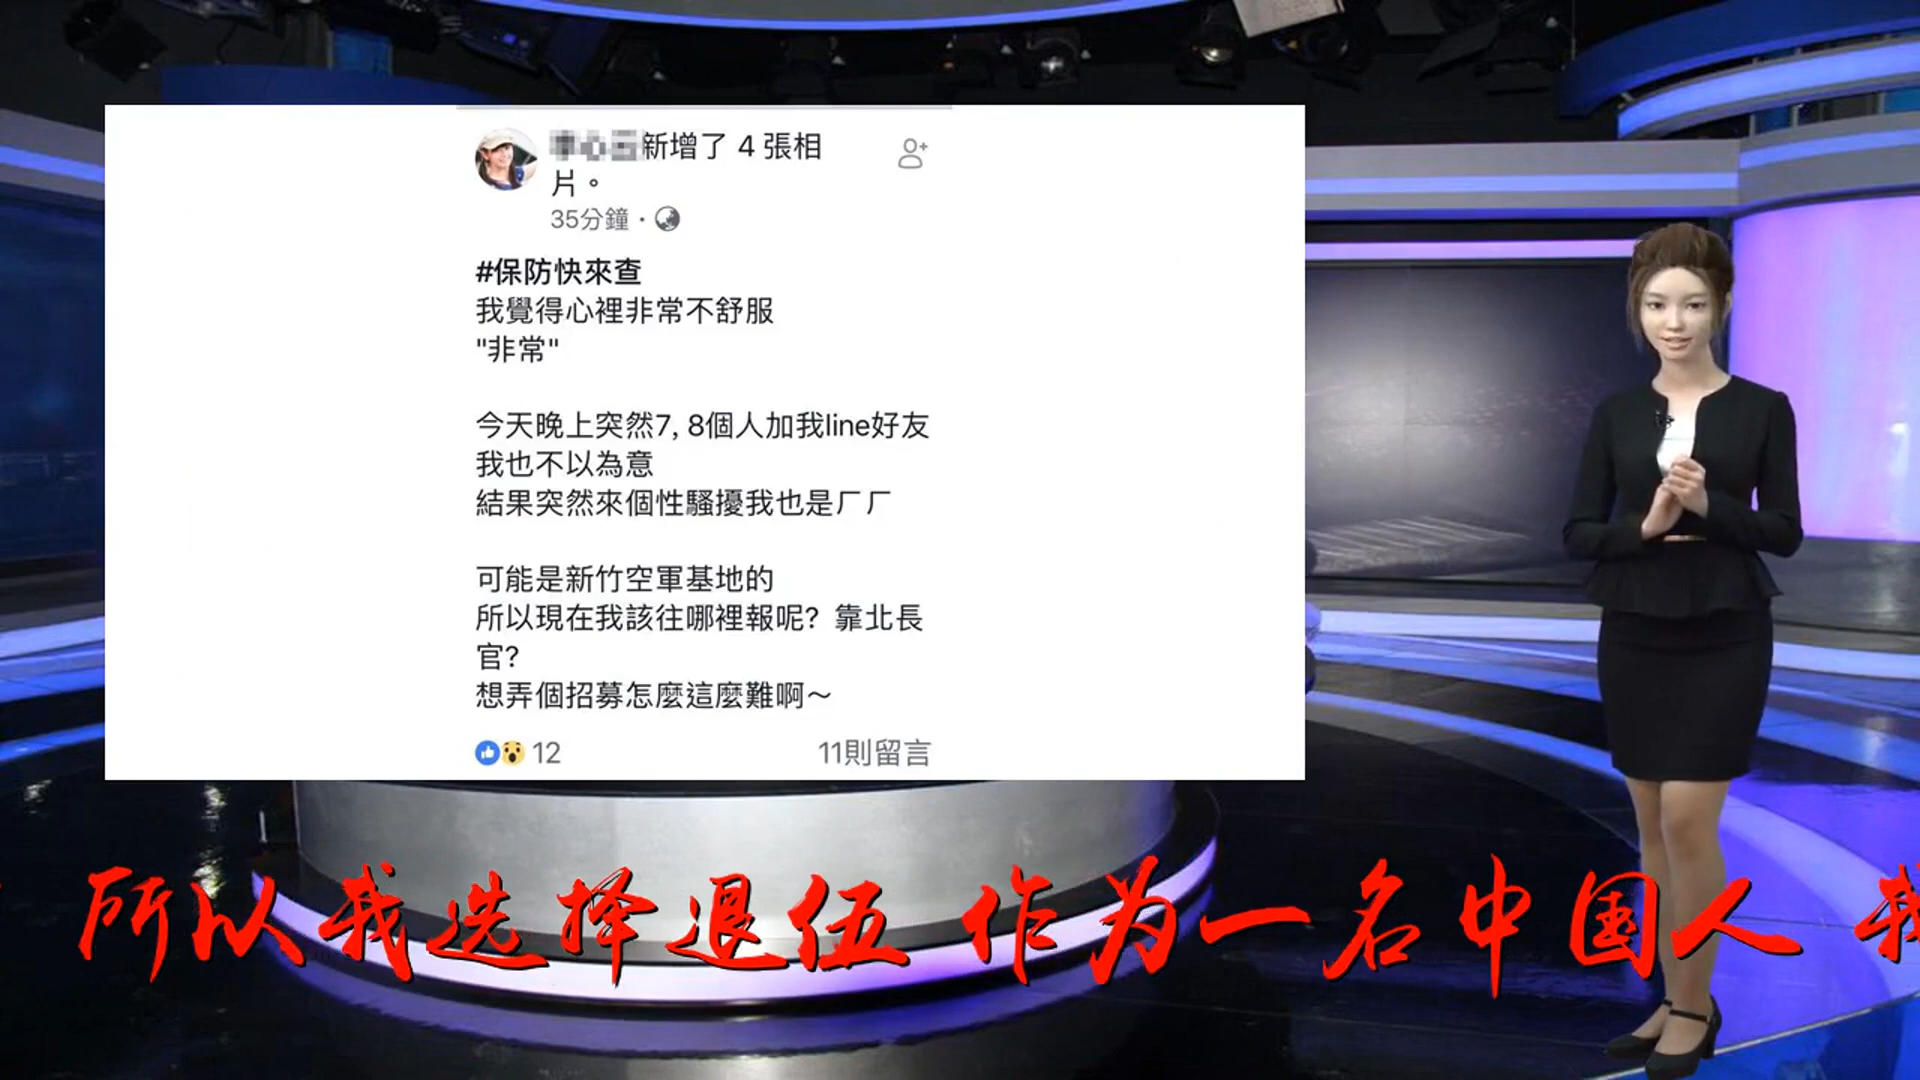 新增了 4 張相
片。
35分鐘 ·
#保防快來查
我覺得心裡非常不舒服
"非常"
今天晚上突然7, 8個人加我line好友
我也不以為意
結果突然來個性騷擾我也是厂厂
可能是新竹空軍基地的
所以現在我該往哪裡報呢? 靠北長
官?
想弄個招募怎麼這麼難啊～
12
11則留言
所以我选择退伍 作为一名中国人 我